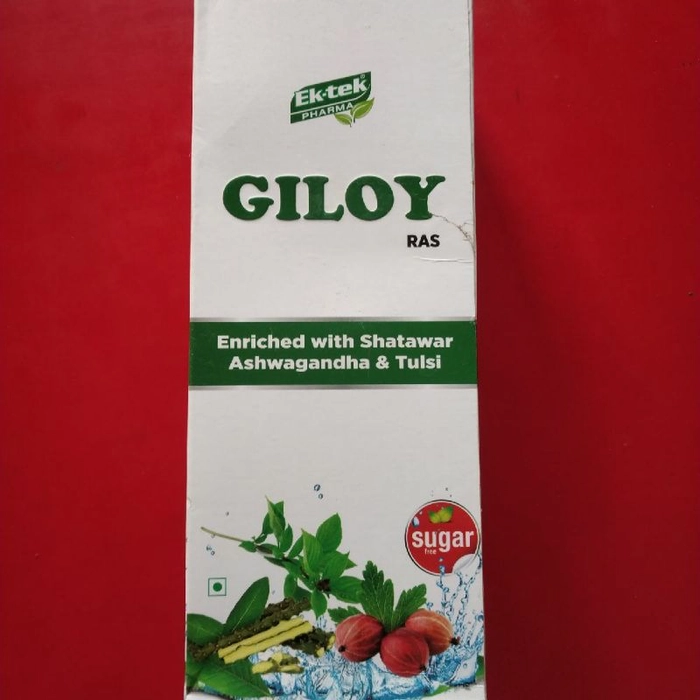 Ek-tek®
PHARMA
GILOY
RAS
Enriched with Shatawar
Ashwagandha & Tulsi
sugar
free